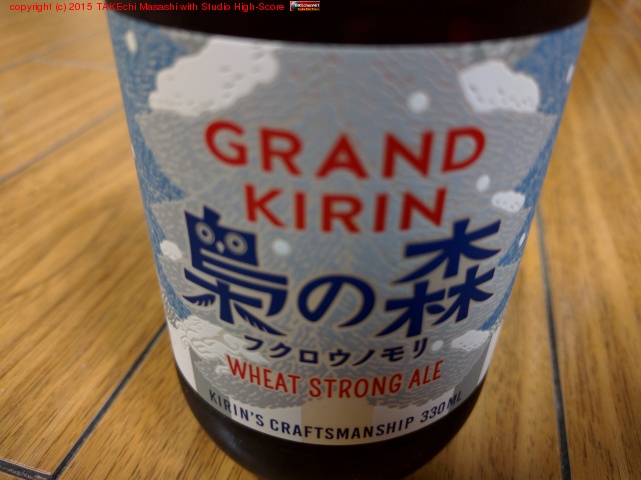 copyright (c) 2015 TAKEchi Masashi with Studio High-Score
GRAND
KIRIN
梟の森
フクロウノモリ
WHEAT STRONG ALE
KIRIN'S CRAFTSMANSHIP 330ML